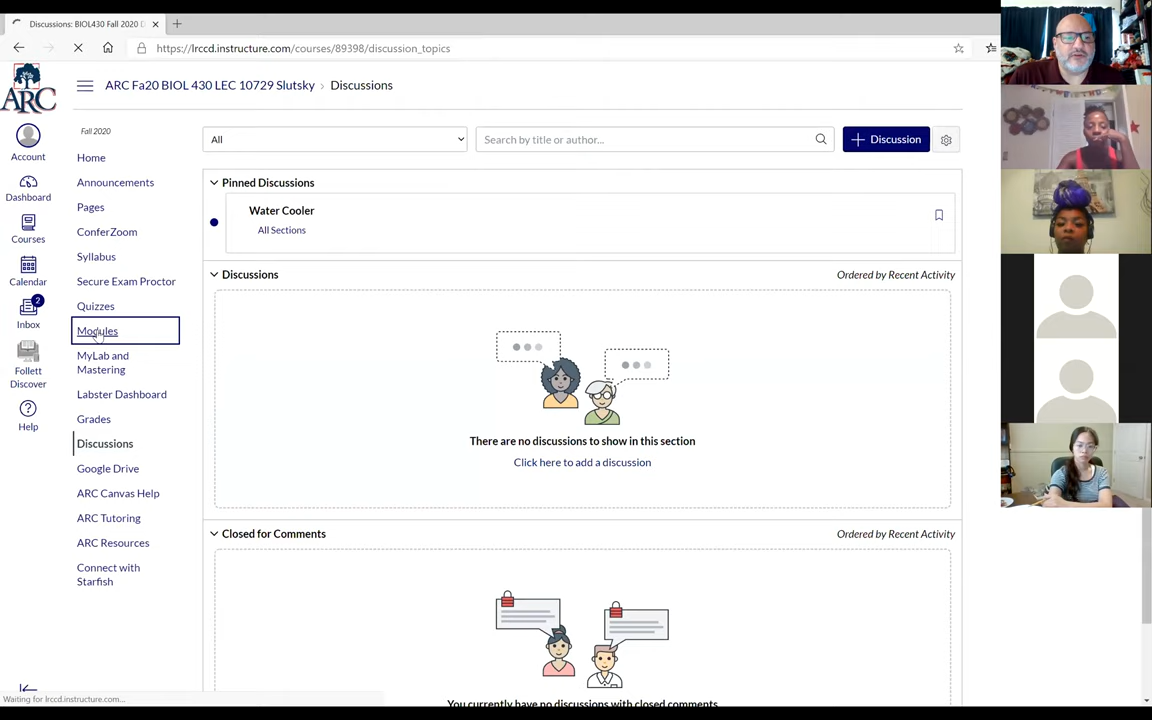 Discussions: BIOL430 Fall 2020 D
https://lrccd.instructure.com/courses/89398/discussion_topics
ARC
ARC Fa20 BIOL 430 LEC 10729 Slutsky > Discussions
Account
Dashboard
Courses
Calendar
2
Inbox
Follett
Discover
Help
Fall 2020
Home
Announcements
Pages
ConferZoom
Syllabus
Secure Exam Proctor
Quizzes
Modules
MyLab and
Mastering
Labster Dashboard
Grades
Discussions
Google Drive
ARC Canvas Help
ARC Tutoring
ARC Resources
Connect with
Starfish
All
Search by title or author...
+ Discussion
Pinned Discussions
Water Cooler
All Sections
Discussions
Ordered by Recent Activity
There are no discussions to show in this section
Click here to add a discussion
Closed for Comments
Ordered by Recent Activity
You currently have no discussions with closed comments
Waiting for lrccd.instructure.com...